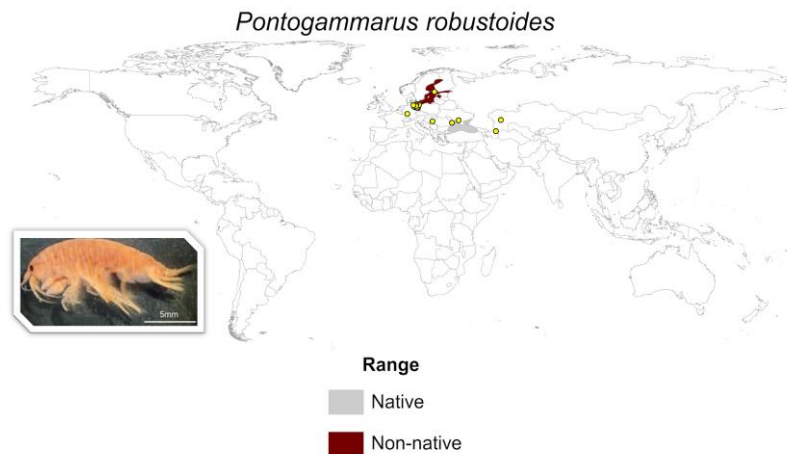 Pontogammarus robustoides
5mm
Range
Native
Non-native